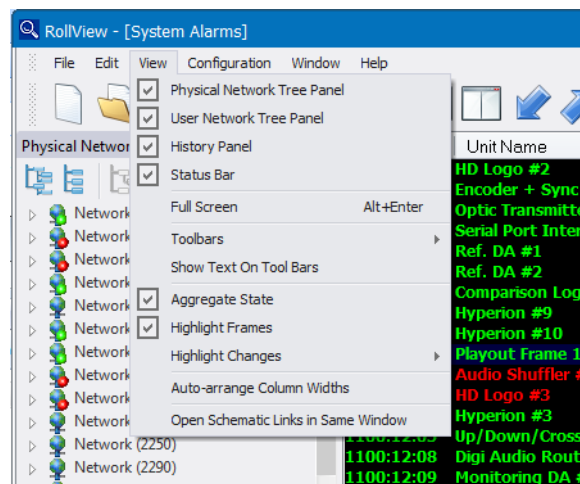 RollView - [System Alarms]
File Edit View Configuration Window Help
Physical Network Tree Panel
User Network Tree Panel
History Panel
Status Bar
Full Screen Alt+Enter
Toolbars
Show Text On Tool Bars
Aggregate State
Highlight Frames
Highlight Changes
Auto-arrange Column Widths
Open Schematic Links in Same Window
Physical Networ
Network
Network
Network
Network
Network
Network
Network
Network
Network
Network (2250)
Network (2290)
Unit Name
HD Logo #2
Encoder + Sync
Optic Transmitte
Serial Port Inter
Ref. DA #1
Ref. DA #2
Comparison Log
Hyperion #9
Hyperion #10
Playout Frame 1
Audio Shuffler #
HD Logo #3
Hyperion #3
Up/Down/Cross
1100:12:08 Digi Audio Rout
1100:12:09 Monitoring DA #